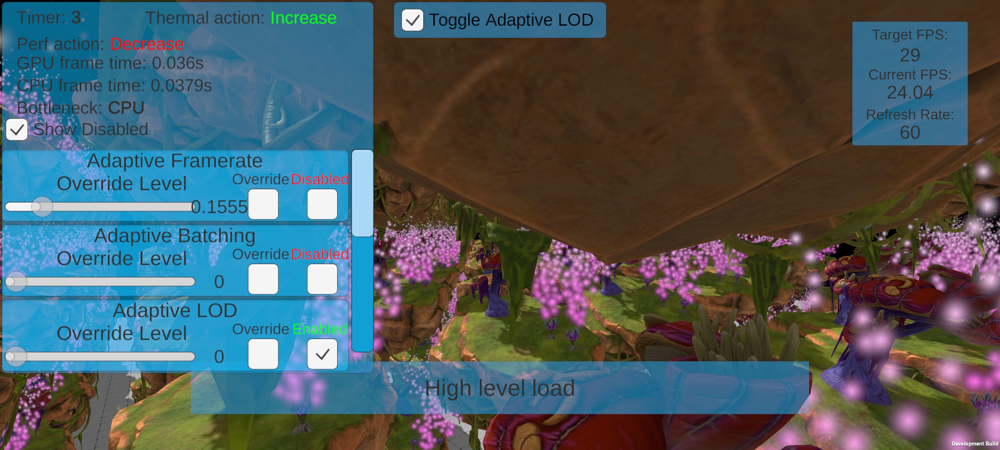 Timer: 3
Thermal action: Increase
Perf action: Decrease
GPU frame time: 0.036s
CPU frame time: 0.0379s
Bottleneck: CPU
Show Disabled
Adaptive Framerate
Override Level
Override Disabled
0.1555
Adaptive Batching
Override Level
Override Disabled
0
Adaptive LOD
Override Level
Override Enabled
0
Toggle Adaptive LOD
Target FPS:
29
Current FPS:
24.04
Refresh Rate:
60
High level load
Development Build